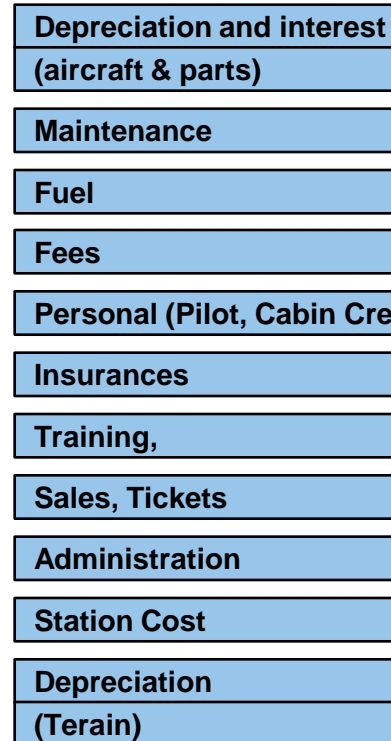 Depreciation and interest
(aircraft & parts)
Maintenance
Fuel
Fees
Personal (Pilot, Cabin Cre
Insurances
Training,
Sales, Tickets
Administration
Station Cost
Depreciation
(Terain)